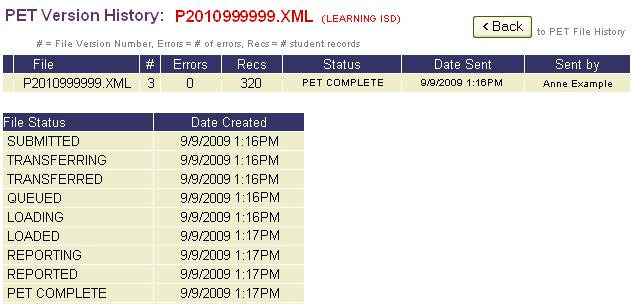 PET Version History: P2010999999.XML (LEARNING ISD)
< Back to PET File History
# = File Version Number, Errors = # of errors, Recs = # student records
File # Errors Recs Status Date Sent Sent by
P2010999999.XML 3 0 320 PET COMPLETE 9/9/2009 1:16PM Anne Example
File Status Date Created
SUBMITTED 9/9/2009 1:16PM
TRANSFERRING 9/9/2009 1:16PM
TRANSFERRED 9/9/2009 1:16PM
QUEUED 9/9/2009 1:16PM
LOADING 9/9/2009 1:16PM
LOADED 9/9/2009 1:17PM
REPORTING 9/9/2009 1:17PM
REPORTED 9/9/2009 1:17PM
PET COMPLETE 9/9/2009 1:17PM